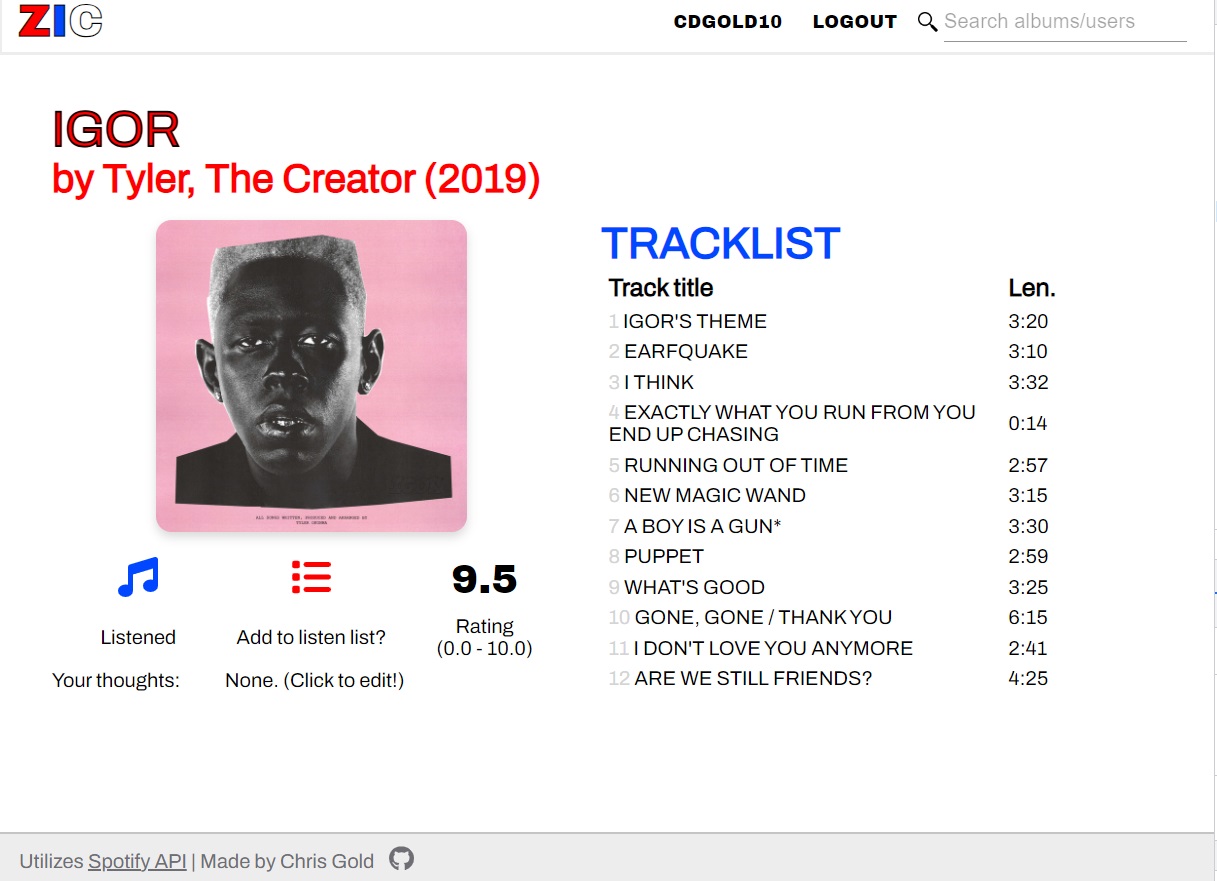 ZIC
CDGOLD10 LOGOUT Search albums/users
IGOR
by Tyler, The Creator (2019)
ALL SONGS WRITTEN, PRODUCED AND ARRANGED BY
TYLER OKONMA
Listened
Add to listen list?
9.5
Rating
(0.0 - 10.0)
Your thoughts: None. (Click to edit!)
TRACKLIST
Track title Len.
1 IGOR'S THEME 3:20
2 EARFQUAKE 3:10
3 I THINK 3:32
4 EXACTLY WHAT YOU RUN FROM YOU
END UP CHASING 0:14
5 RUNNING OUT OF TIME 2:57
6 NEW MAGIC WAND 3:15
7 A BOY IS A GUN* 3:30
8 PUPPET 2:59
9 WHAT'S GOOD 3:25
10 GONE, GONE / THANK YOU 6:15
11 I DON'T LOVE YOU ANYMORE 2:41
12 ARE WE STILL FRIENDS? 4:25
Utilizes Spotify API | Made by Chris Gold